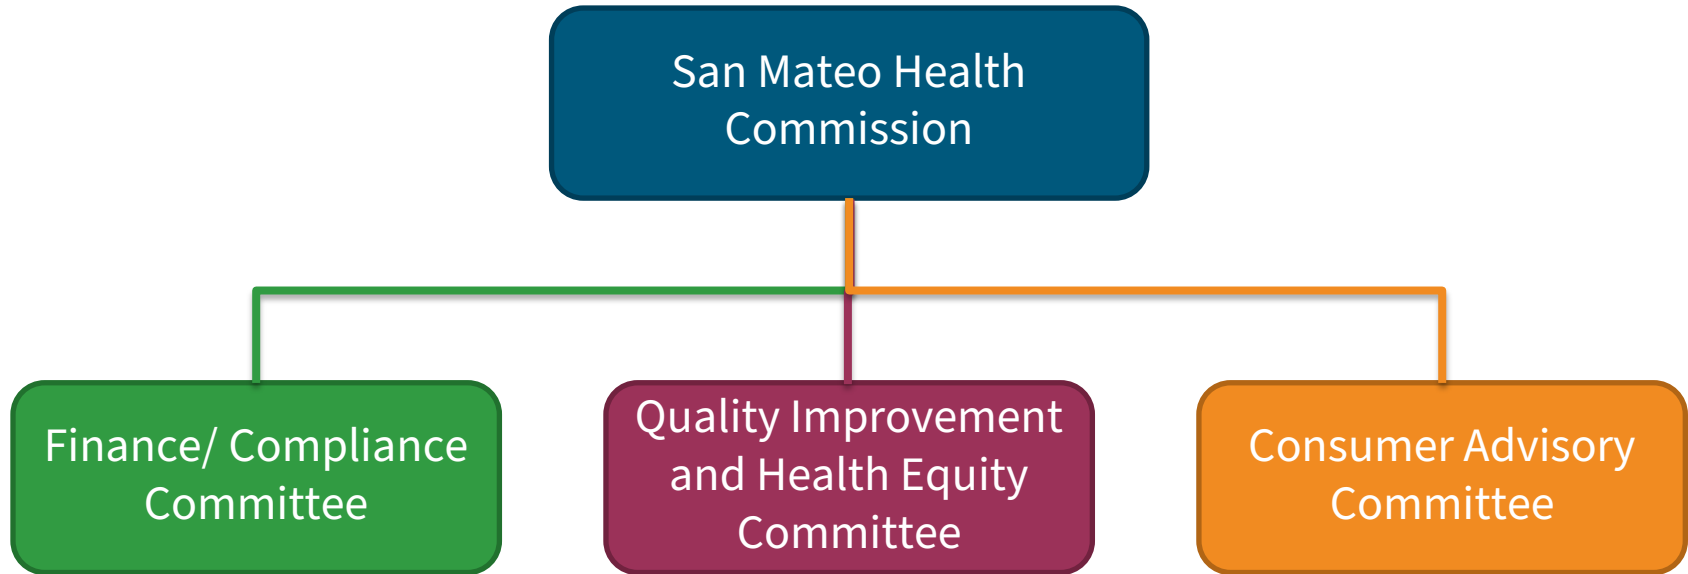 San Mateo Health
Commission
Finance/ Compliance
Committee
Quality Improvement
and Health Equity
Committee
Consumer Advisory
Committee